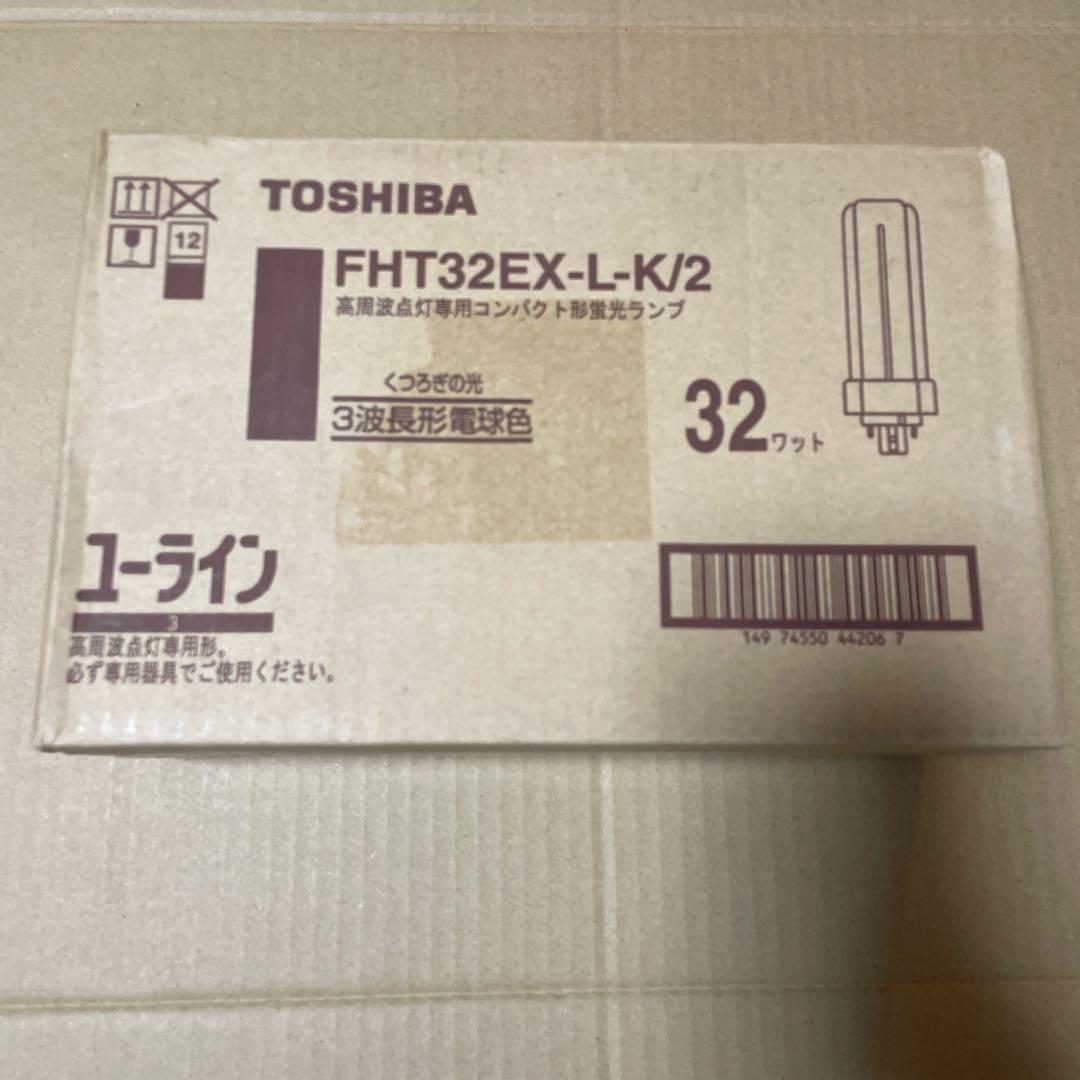 TOSHIBA
12
FHT32EX-L-K/2
高周波点灯専用コンパクト形蛍光ランプ
くつろぎの光
3波長形電球色
32ワット
ユーライン
3
高周波点灯専用形。
必ず専用器具でご使用ください。
149 74550 44206 7